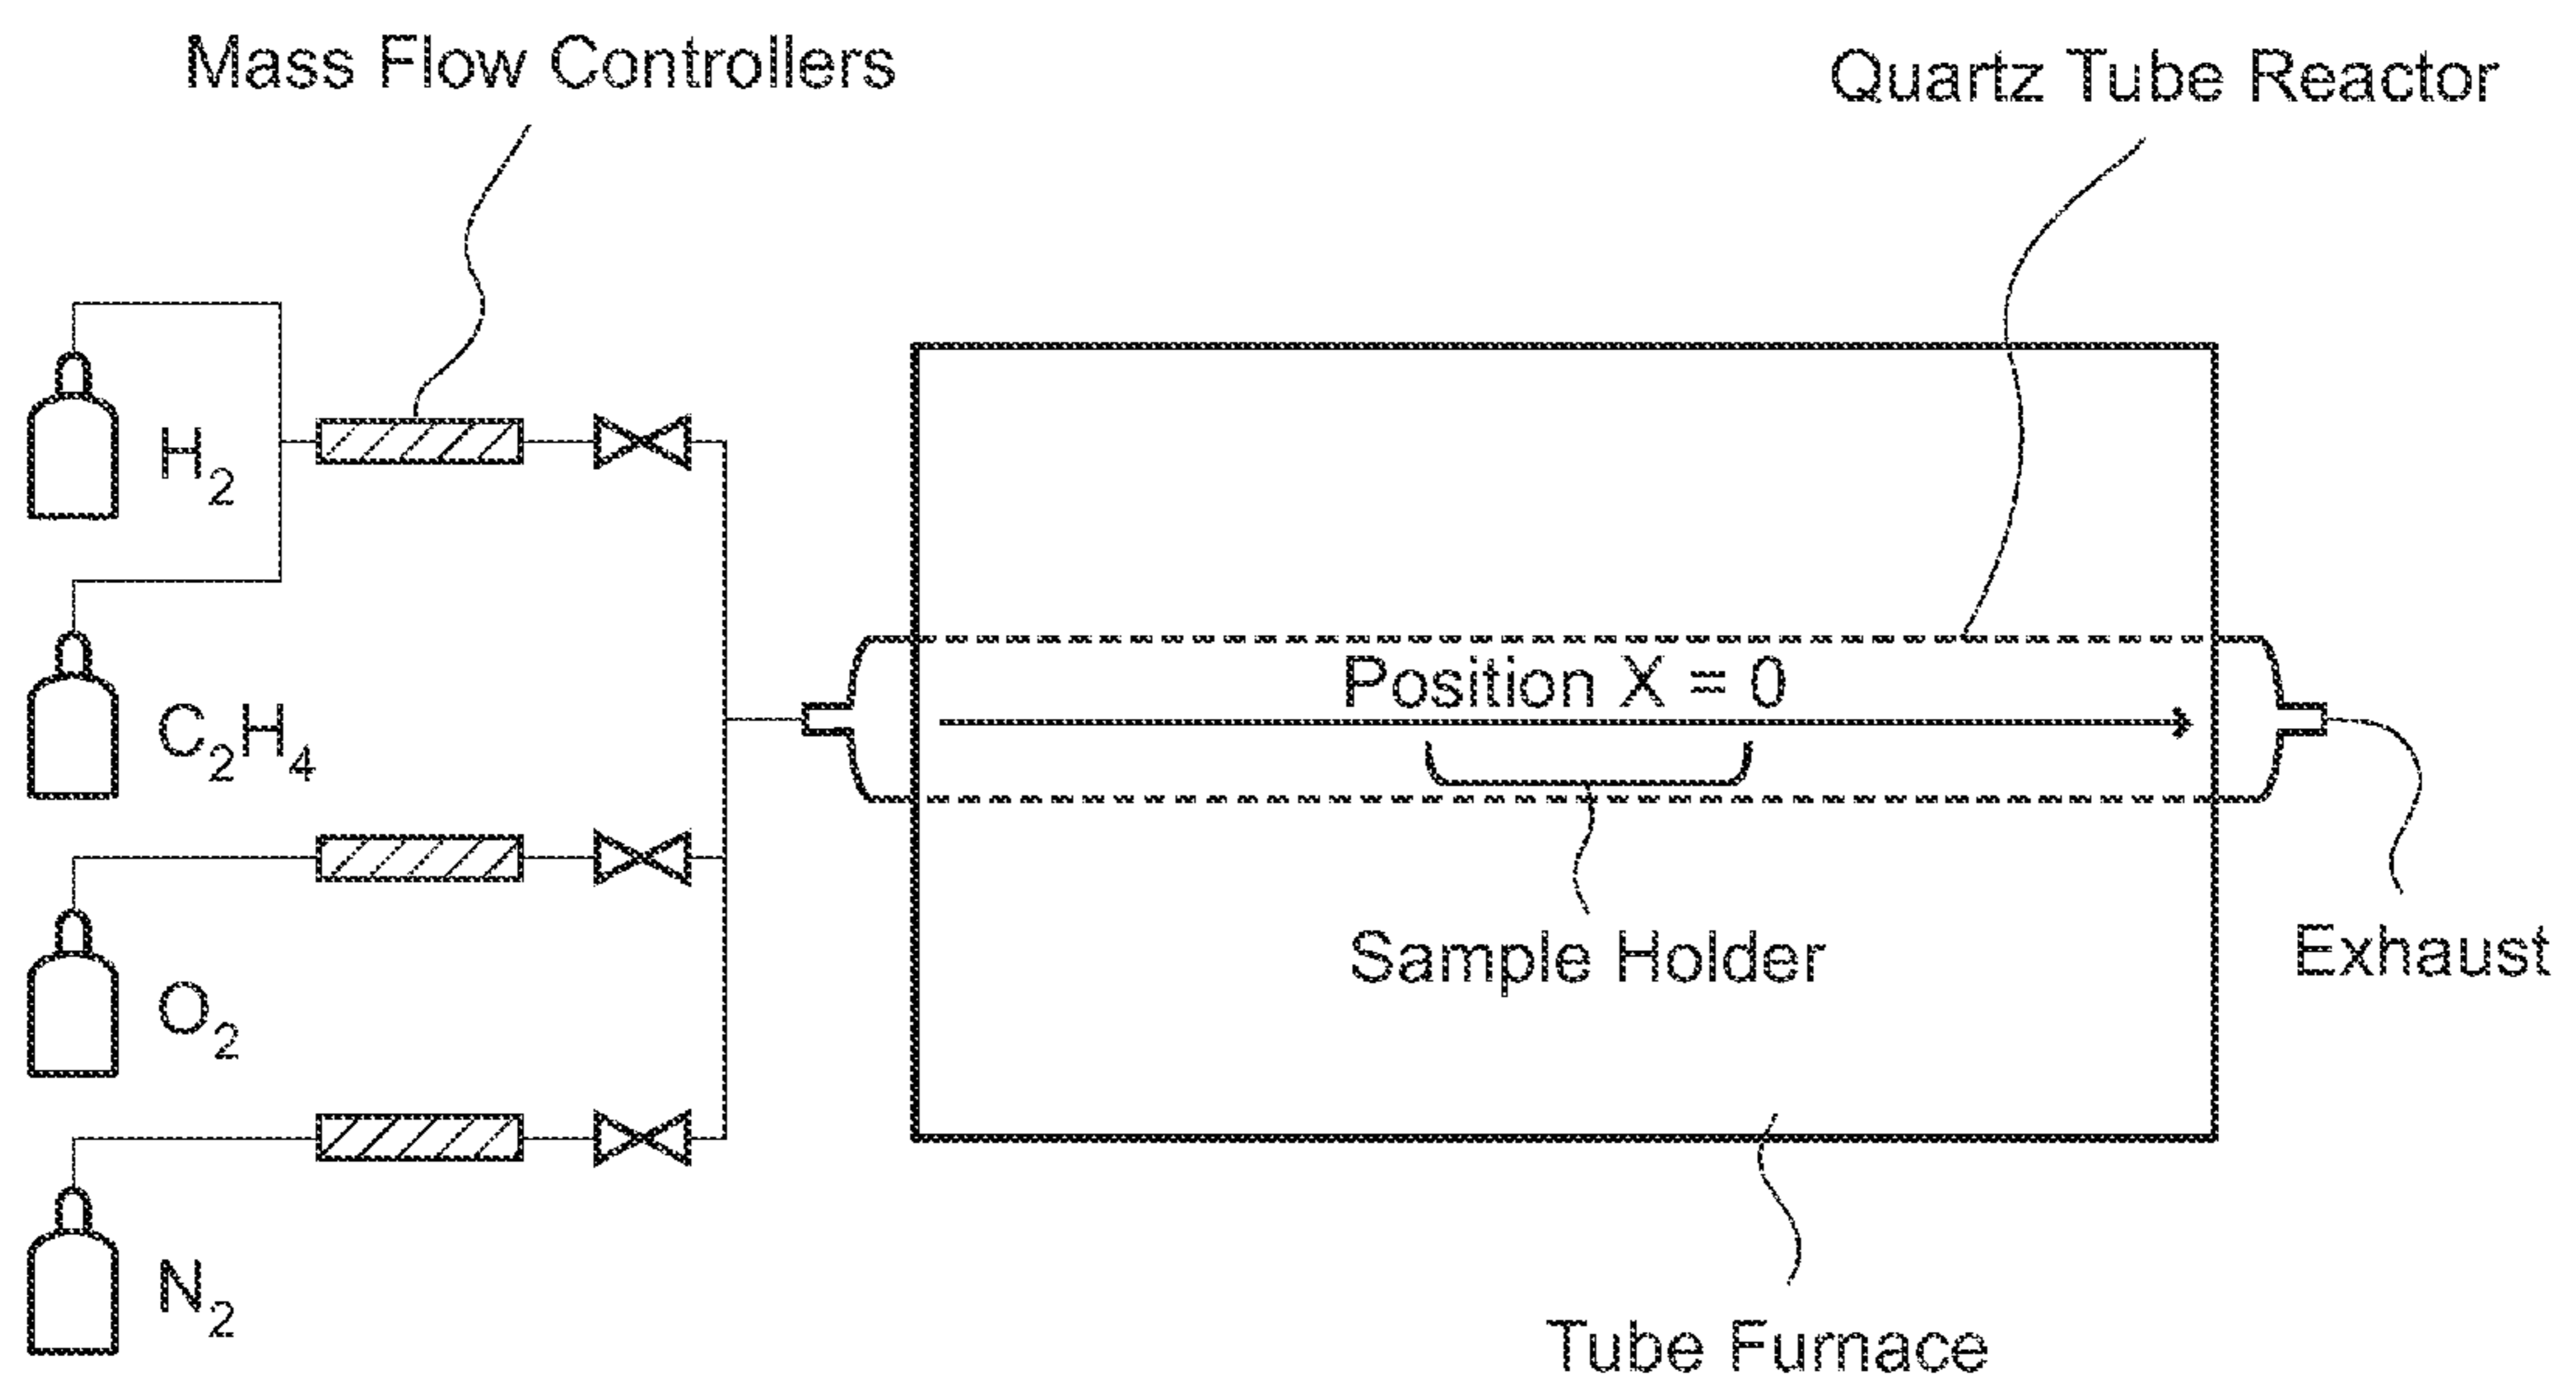 Mass Flow Controllers
Quartz Tube Reactor
H2
C2H4
O2
N2
Position X = 0
Sample Holder
Exhaust
Tube Furnace